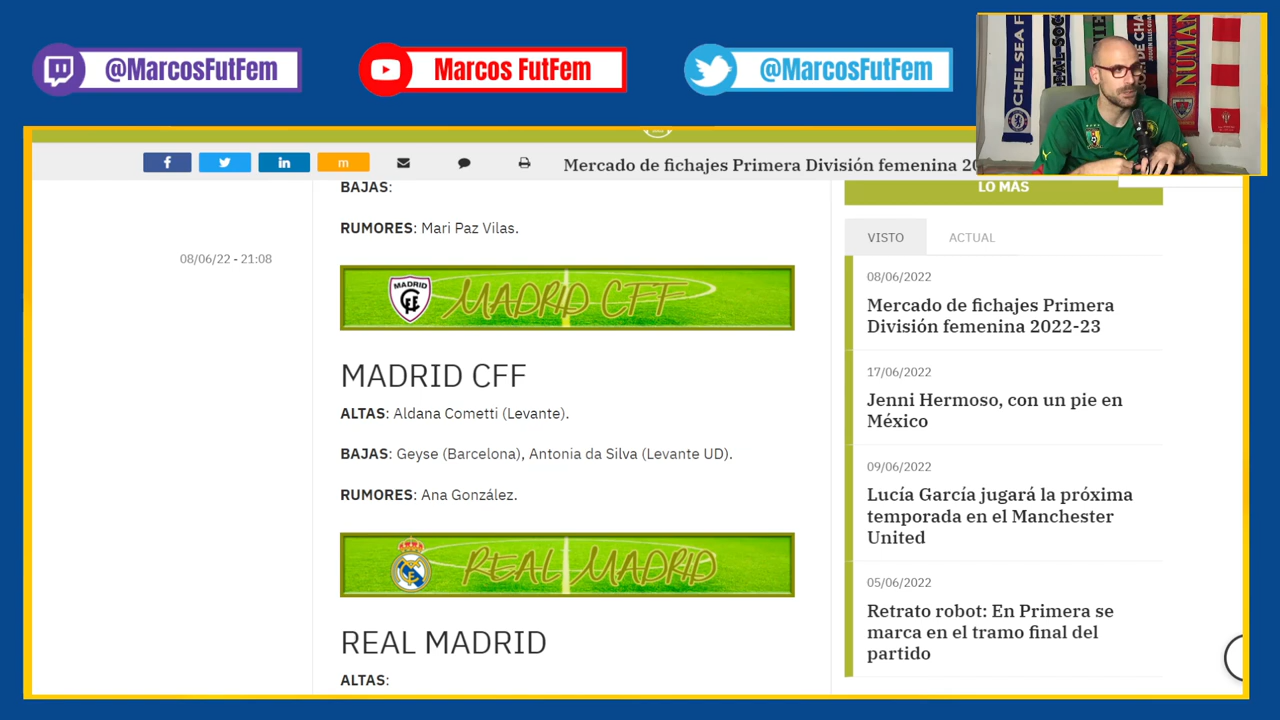 @MarcosFutFem
Marcos FutFem
@MarcosFutFem
CHELSEA F
NUMAN
f
in
m
Mercado de fichajes Primera División femenina 20
BAJAS:
RUMORES: Mari Paz Vilas.
08/06/22 - 21:08
MADRID
CFF
MADRID CFF
MADRID CFF
ALTAS: Aldana Cometti (Levante).
BAJAS: Geyse (Barcelona), Antonia da Silva (Levante UD).
RUMORES: Ana González.
REAL MADRID
REAL MADRID
ALTAS:
LO MÁS
VISTO
ACTUAL
08/06/2022
Mercado de fichajes Primera
División femenina 2022-23
17/06/2022
Jenni Hermoso, con un pie en
México
09/06/2022
Lucía García jugará la próxima
temporada en el Manchester
United
05/06/2022
Retrato robot: En Primera se
marca en el tramo final del
partido